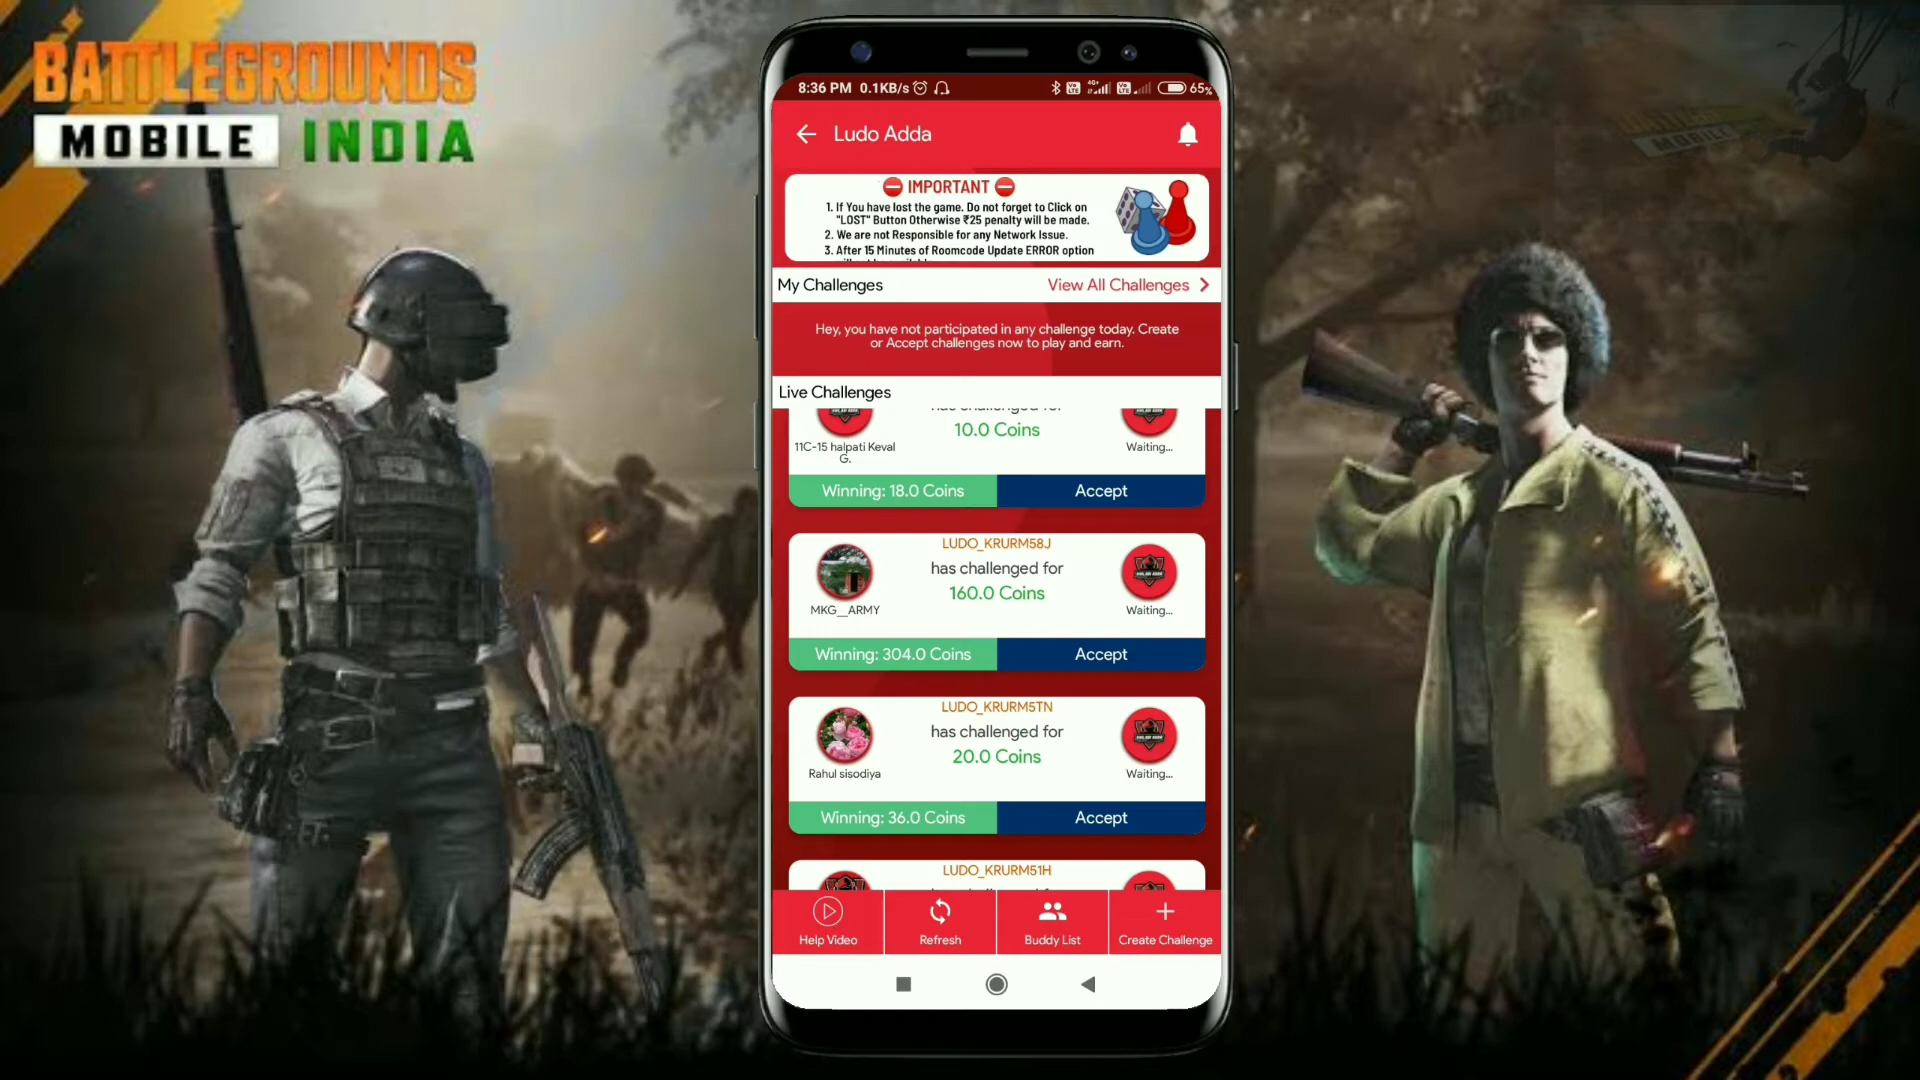 BATTLEGROUNDS
MOBILE INDIA
MOBILE
8:36 PM 0.1KB/s
65%
Ludo Adda
IMPORTANT
1. If You have lost the game. Do not forget to Click on
"LOST" Button Otherwise ₹25 penalty will be made.
2. We are not Responsible for any Network Issue.
3. After 15 Minutes of Roomcode Update ERROR option
My Challenges
View All Challenges
Hey, you have not participated in any challenge today. Create
or Accept challenges now to play and earn.
Live Challenges
has challenged for
10.0 Coins
11C-15 halpati Keval
G.
Waiting...
Winning: 18.0 Coins
Accept
LUDO_KRURM58J
has challenged for
160.0 Coins
MKG__ARMY
Waiting...
Winning: 304.0 Coins
Accept
LUDO_KRURM5TN
has challenged for
20.0 Coins
Rahul sisodiya
Waiting...
Winning: 36.0 Coins
Accept
LUDO_KRURM51H
Help Video
Refresh
Buddy List
Create Challenge